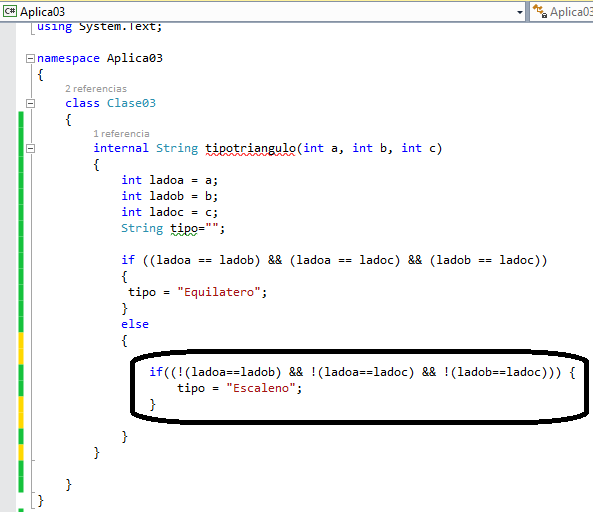 C# Aplica03 Aplica03
using System.Text;
namespace Aplica03
{
2 referencias
class Clase03
{
1 referencia
internal String tipotriangulo(int a, int b, int c)
{
int ladoa = a;
int ladob = b;
int ladoc = c;
String tipo="";
if ((ladoa == ladob) && (ladoa == ladoc) && (ladob == ladoc))
{
tipo = "Equilatero";
}
else
{
if((!(ladoa==ladob) && !(ladoa==ladoc) && !(ladob==ladoc))) {
tipo = "Escaleno";
}
}
}
}
}